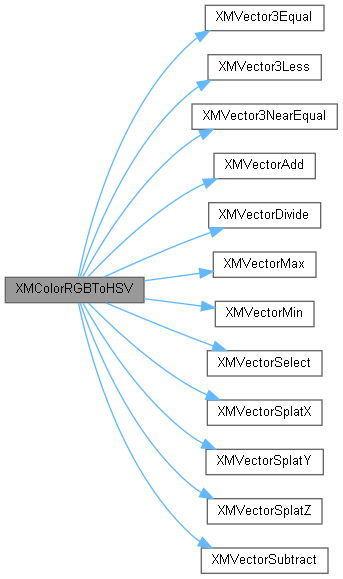 XMVector3Equal
XMVector3Less
XMVector3NearEqual
XMVectorAdd
XMVectorDivide
XMColorRGBToHSV
XMVectorMax
XMVectorMin
XMVectorSelect
XMVectorSplatX
XMVectorSplatY
XMVectorSplatZ
XMVectorSubtract